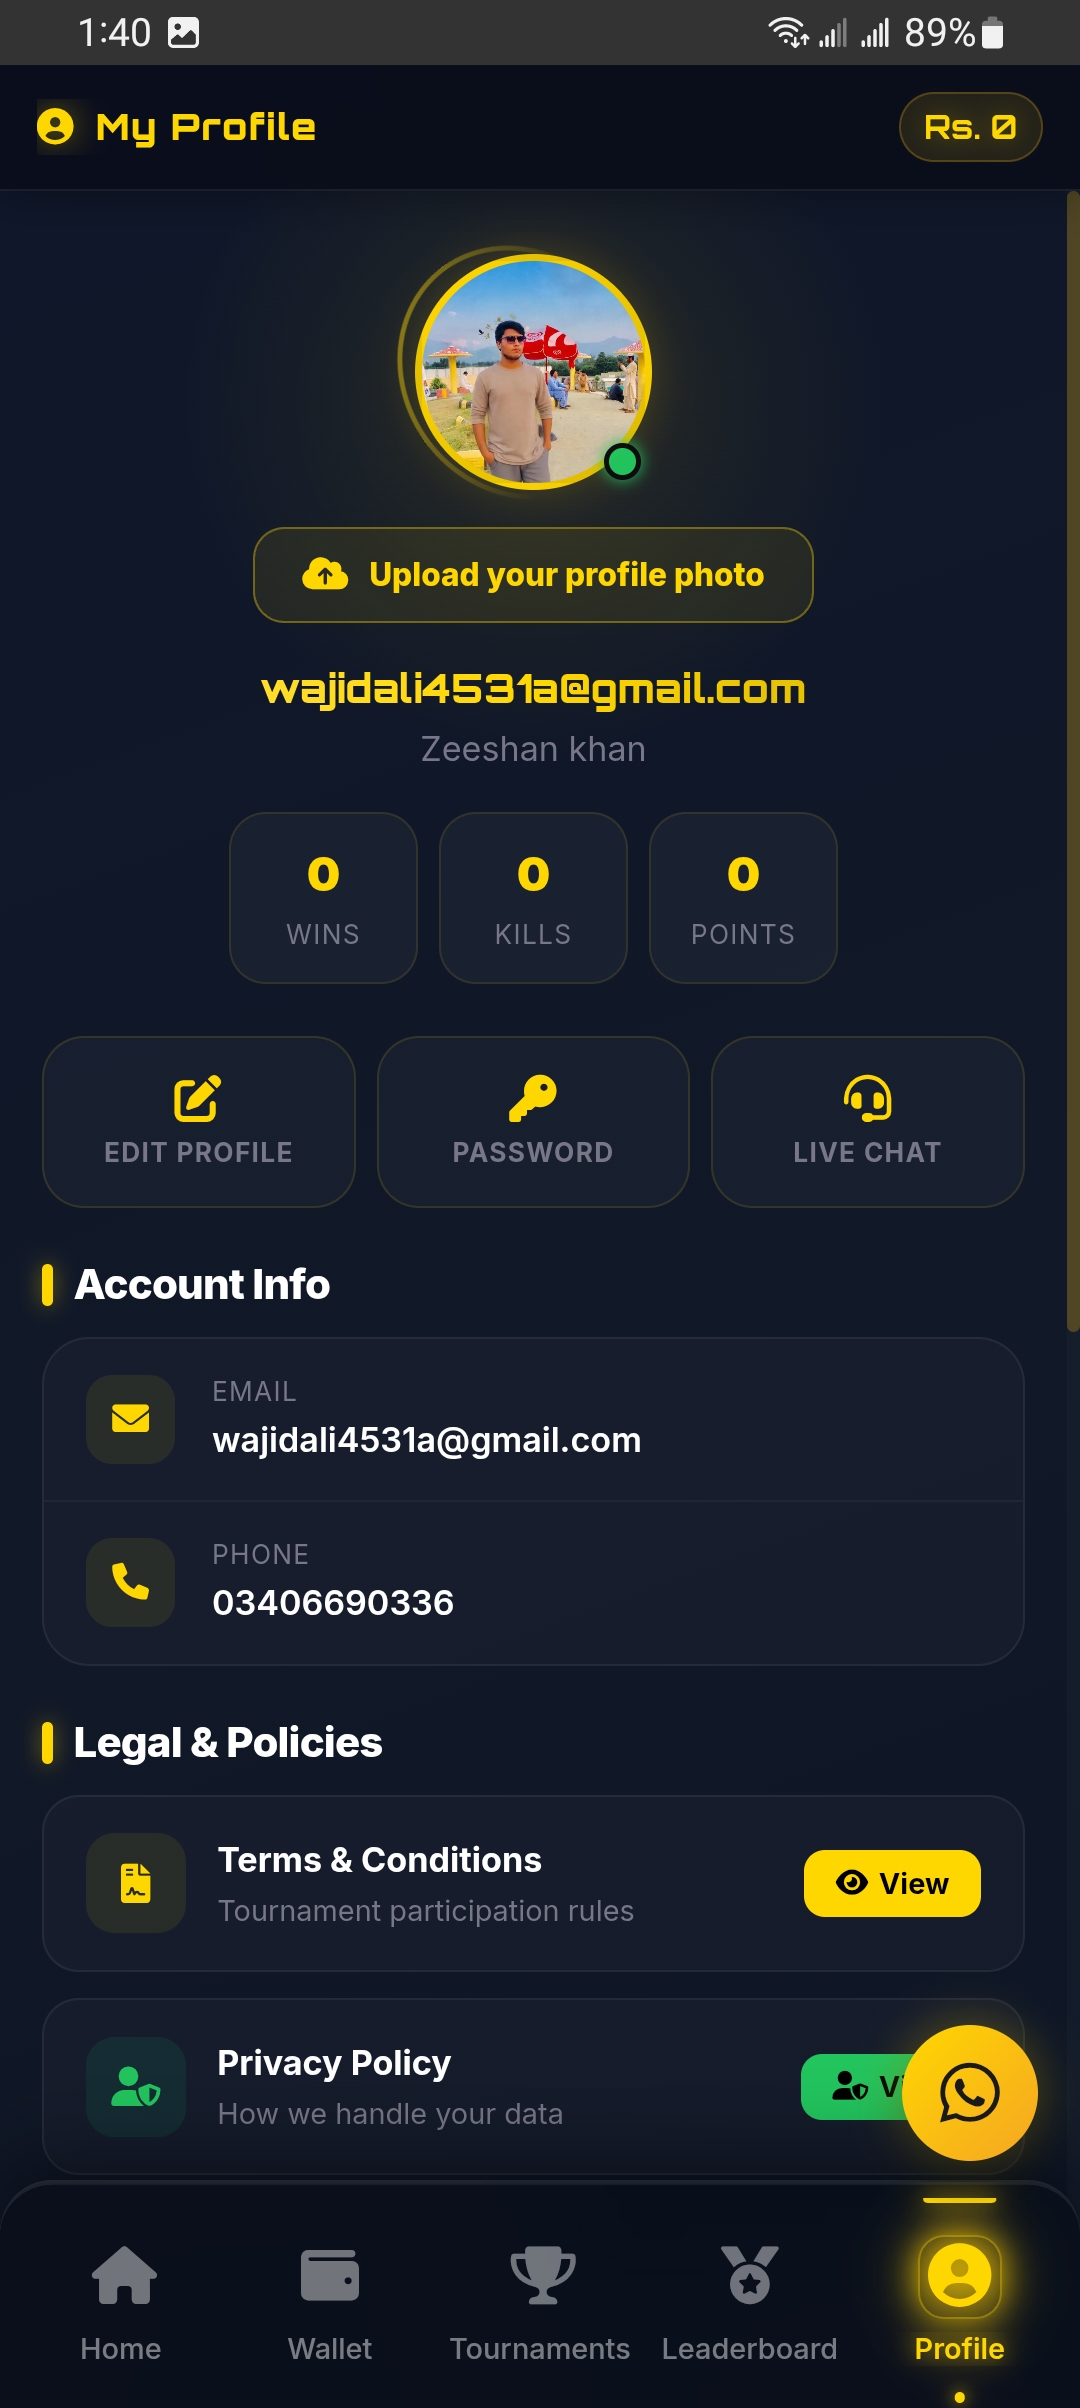 1:40
89%
My Profile
Rs. 0
Upload your profile photo
wajidali4531a@gmail.com
Zeeshan khan
0 0 0
WINS KILLS POINTS
EDIT PROFILE PASSWORD LIVE CHAT
Account Info
EMAIL
wajidali4531a@gmail.com
PHONE
03406690336
Legal & Policies
Terms & Conditions
Tournament participation rules
View
Privacy Policy
How we handle your data
Home Wallet Tournaments Leaderboard Profile